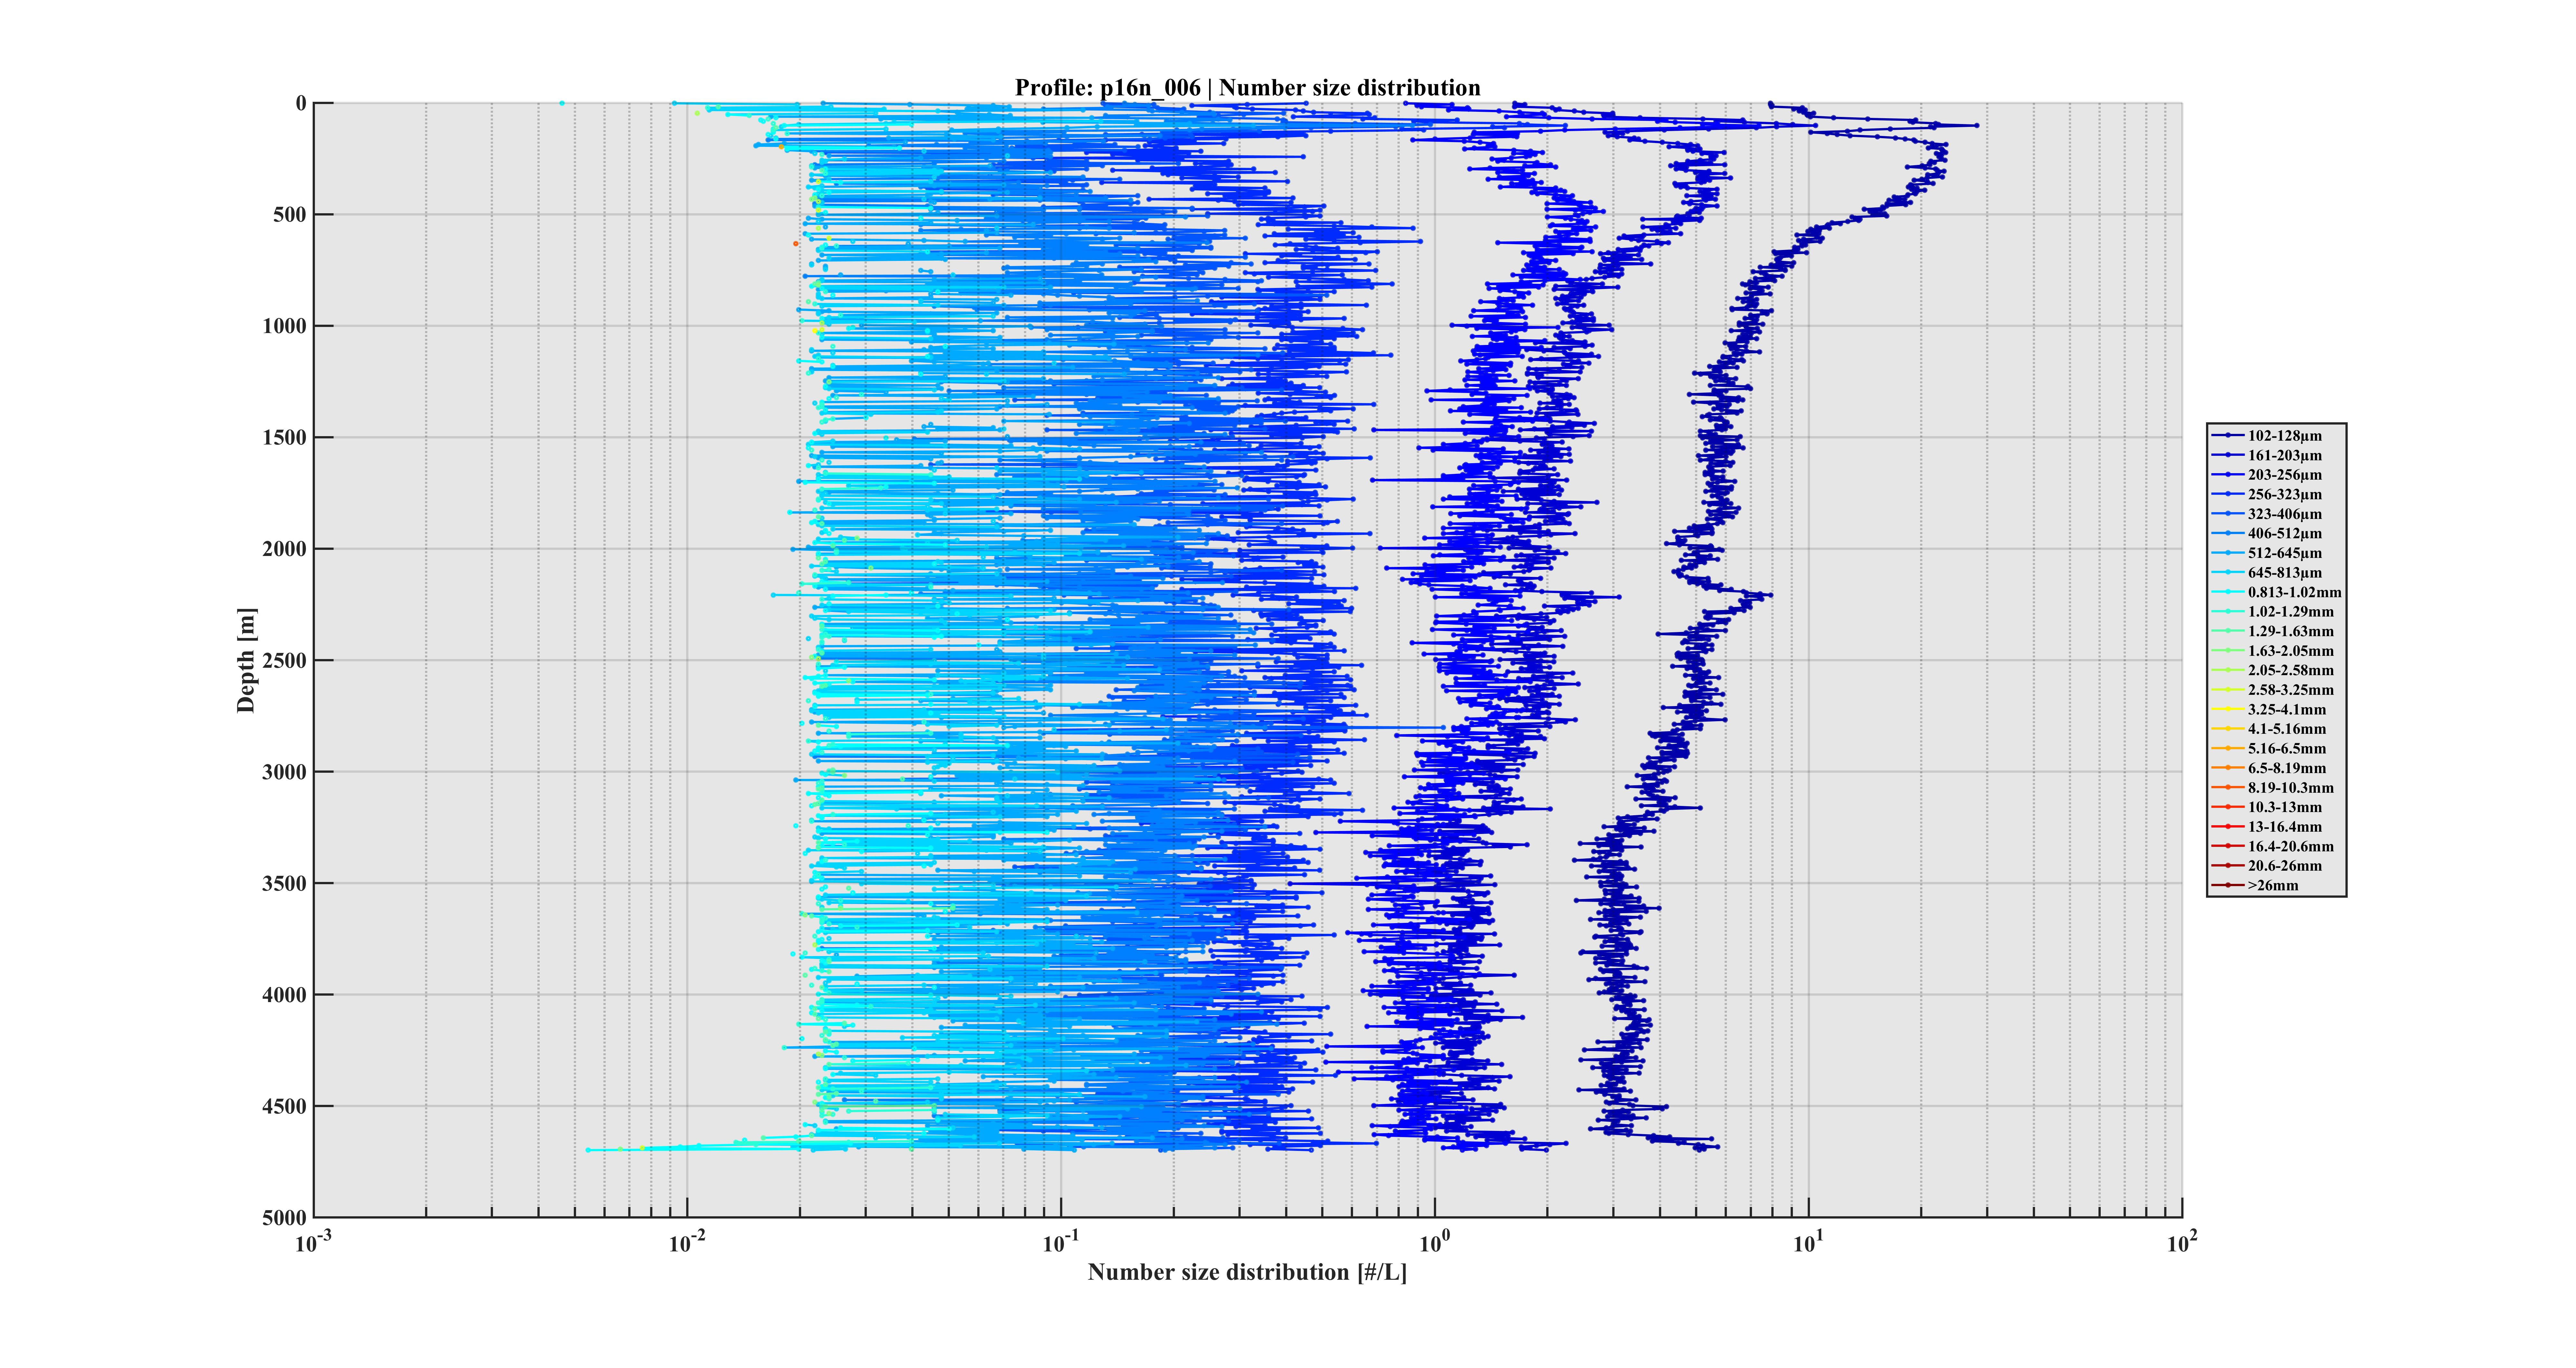 Profile: p16n_006 | Number size distribution
0
500
1000
1500
2000
2500
3000
3500
4000
4500
5000
Depth [m]
10-3
10-2
10-1
100
101
102
Number size distribution [#/L]
102-128µm
161-203µm
203-256µm
256-323µm
323-406µm
406-512µm
512-645µm
645-813µm
0.813-1.02mm
1.02-1.29mm
1.29-1.63mm
1.63-2.05mm
2.05-2.58mm
2.58-3.25mm
3.25-4.1mm
4.1-5.16mm
5.16-6.5mm
6.5-8.19mm
8.19-10.3mm
10.3-13mm
13-16.4mm
16.4-20.6mm
20.6-26mm
>26mm